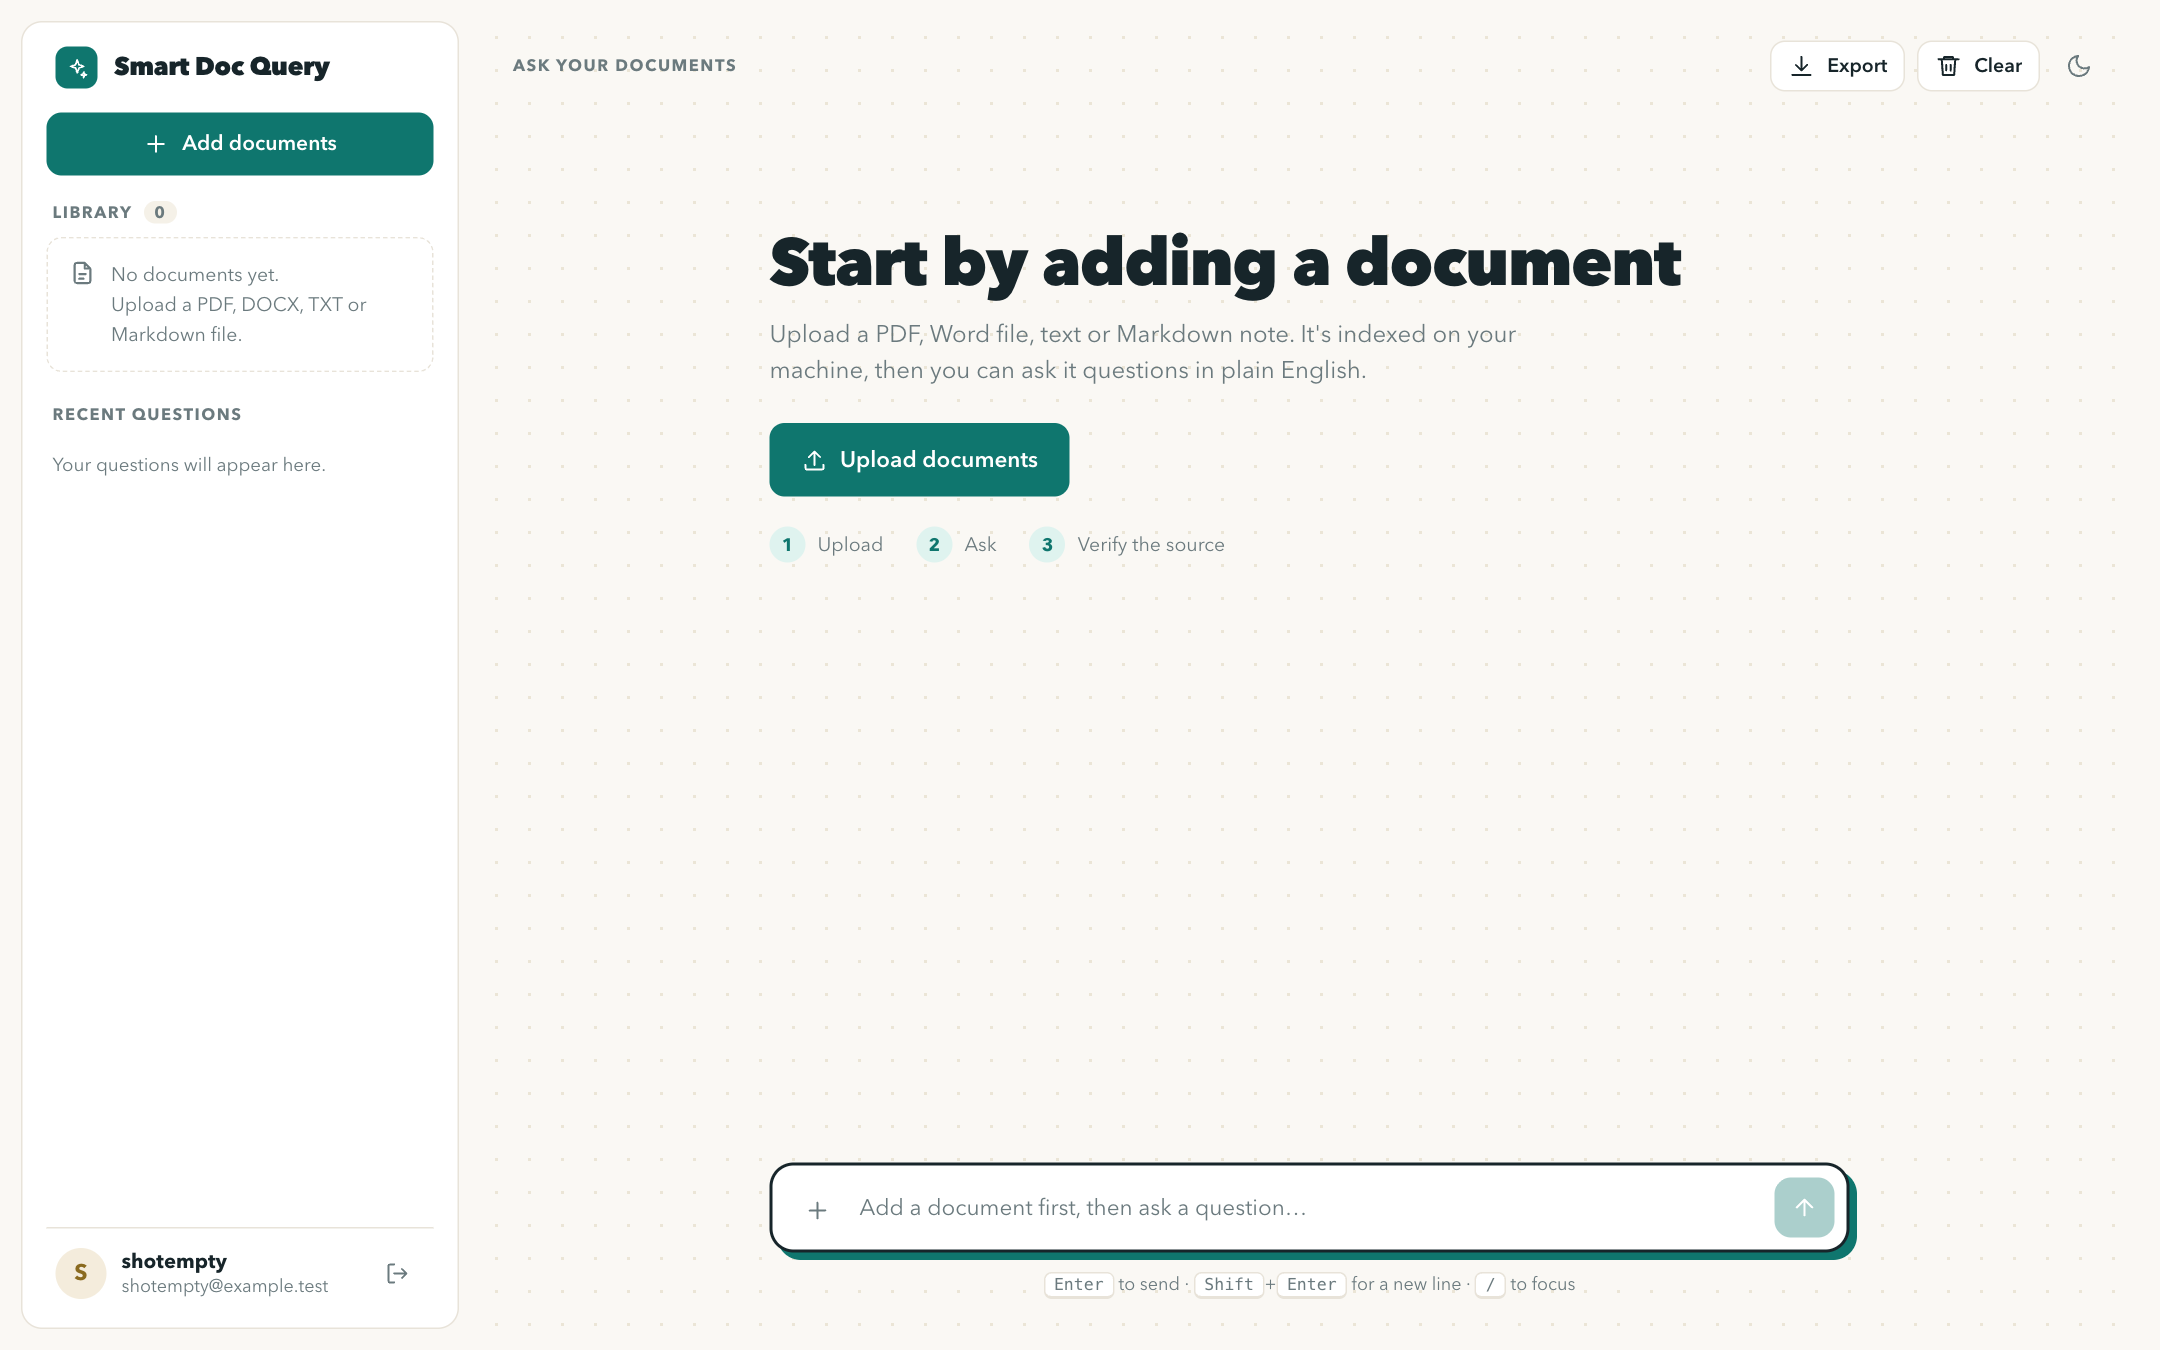 Smart Doc Query
Add documents
LIBRARY 0
No documents yet.
Upload a PDF, DOCX, TXT or
Markdown file.
RECENT QUESTIONS
Your questions will appear here.
S
shotempty
shotempty@example.test
ASK YOUR DOCUMENTS
Export
Clear
Start by adding a document
Upload a PDF, Word file, text or Markdown note. It's indexed on your
machine, then you can ask it questions in plain English.
Upload documents
1 Upload 2 Ask 3 Verify the source
Add a document first, then ask a question…
Enter to send · Shift+Enter for a new line · / to focus